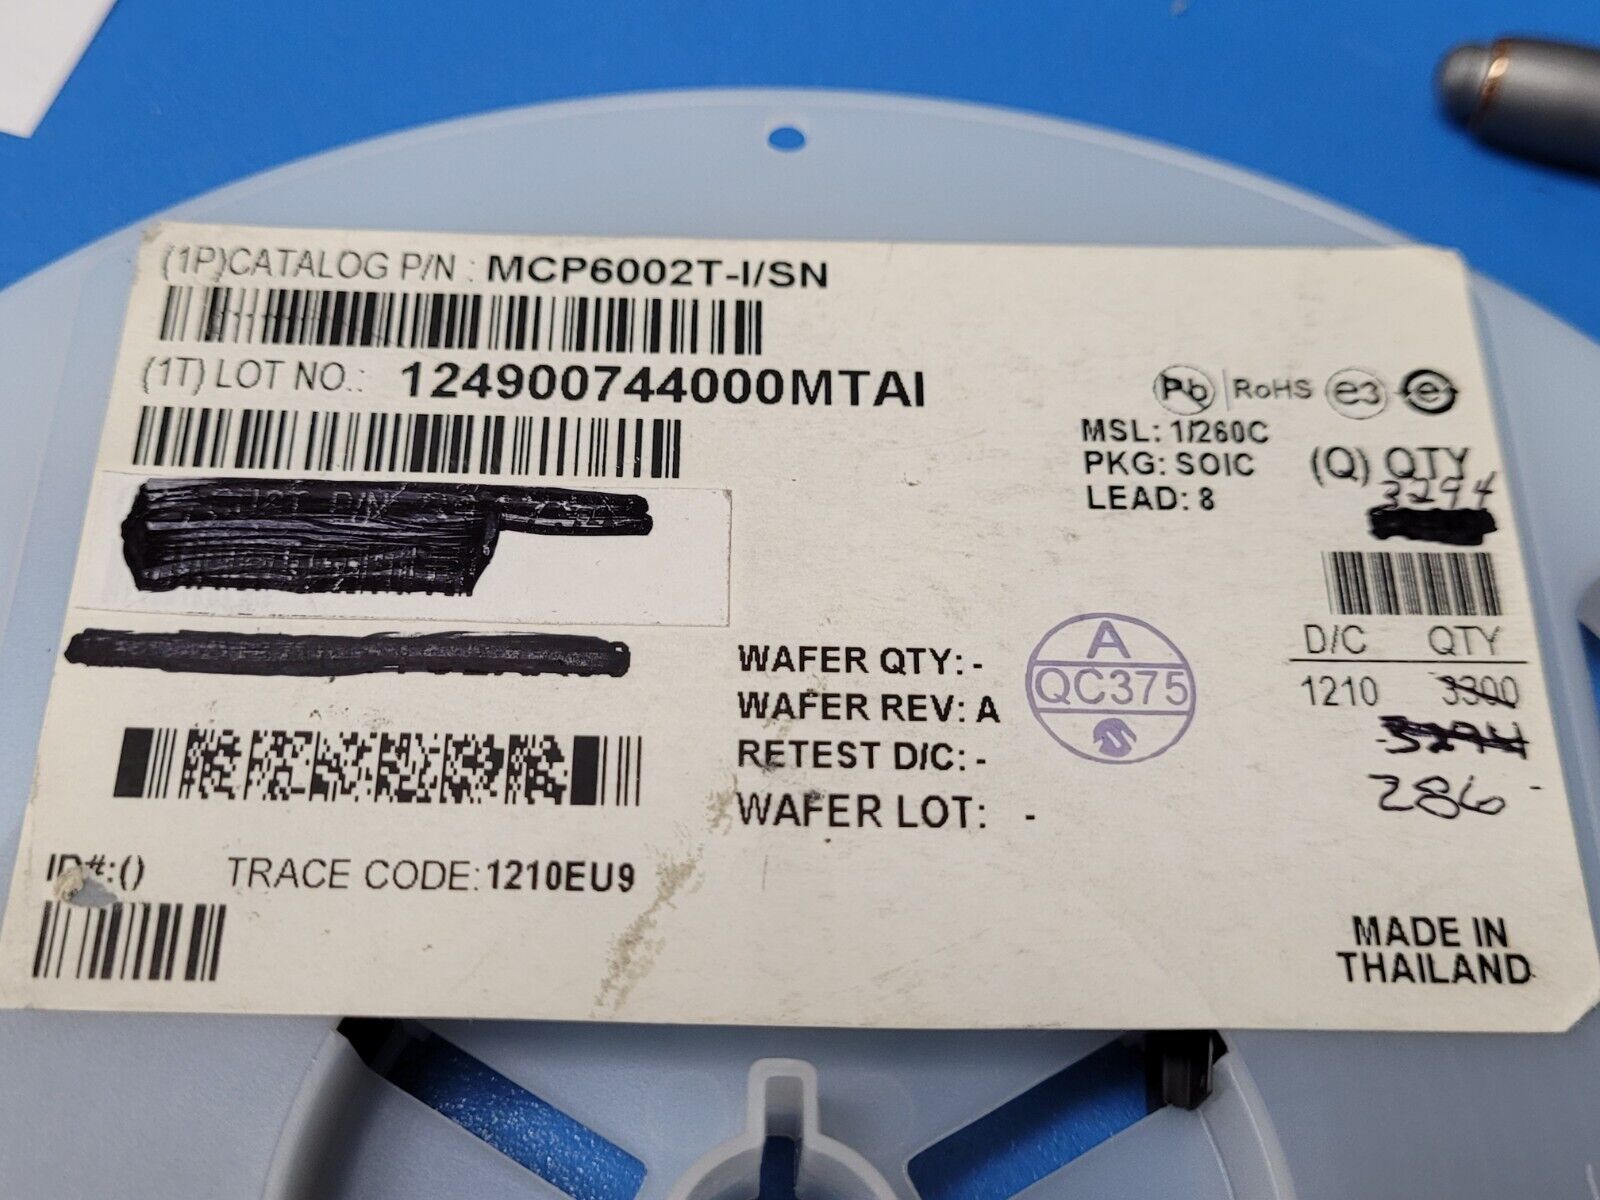 (1P)CATALOG P/N : MCP6002T-I/SN
(1T) LOT NO.: 124900744000MTAI
Pb RoHS e3 e
MSL: 1/260C
PKG: SOIC
LEAD: 8
(Q) QTY
3294
WAFER QTY: -
WAFER REV: A
RETEST D/C: -
WAFER LOT: -
A
QC375
D/C QTY
1210 3300
3294
286
ID#:() TRACE CODE: 1210EU9
MADE IN
THAILAND